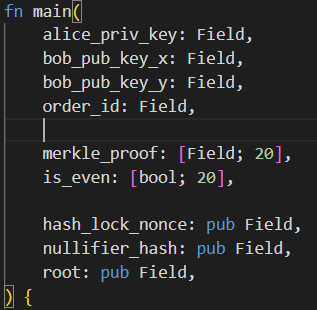 fn main(
    alice_priv_key: Field,
    bob_pub_key_x: Field,
    bob_pub_key_y: Field,
    order_id: Field,

    merkle_proof: [Field; 20],
    is_even: [bool; 20],

    hash_lock_nonce: pub Field,
    nullifier_hash: pub Field,
    root: pub Field,
) {